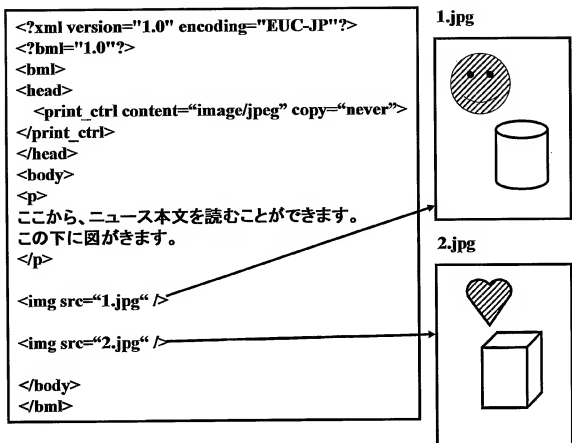 <?xml version="1.0" encoding="EUC-JP"?>
<?bml="1.0"?>
<bml>
<head>
<print_ctrl content=“image/jpeg” copy=“never”>
</print_ctrl>
</head>
<body>
<p>
ここから、ニュース本文を読むことができます。
この下に図がきます。
</p>
<img src=“1.jpg“ />
<img src=“2.jpg“ />
</body>
</bml>
1.jpg
2.jpg